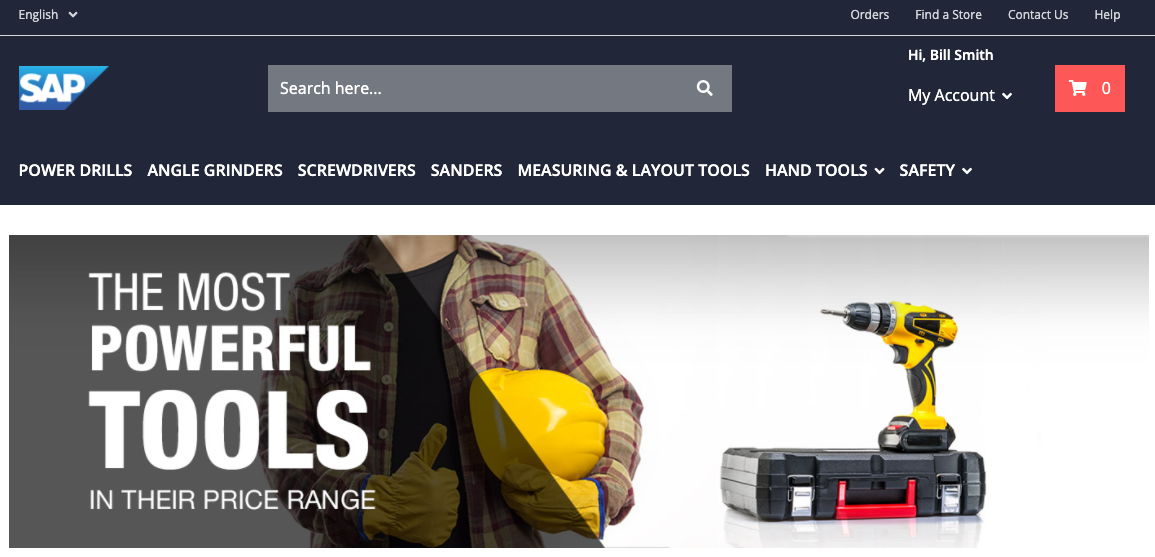 English
Orders Find a Store Contact Us Help
Hi, Bill Smith
SAP
Search here...
My Account
0
POWER DRILLS ANGLE GRINDERS SCREWDRIVERS SANDERS MEASURING & LAYOUT TOOLS HAND TOOLS SAFETY
THE MOST
POWERFUL
TOOLS
IN THEIR PRICE RANGE